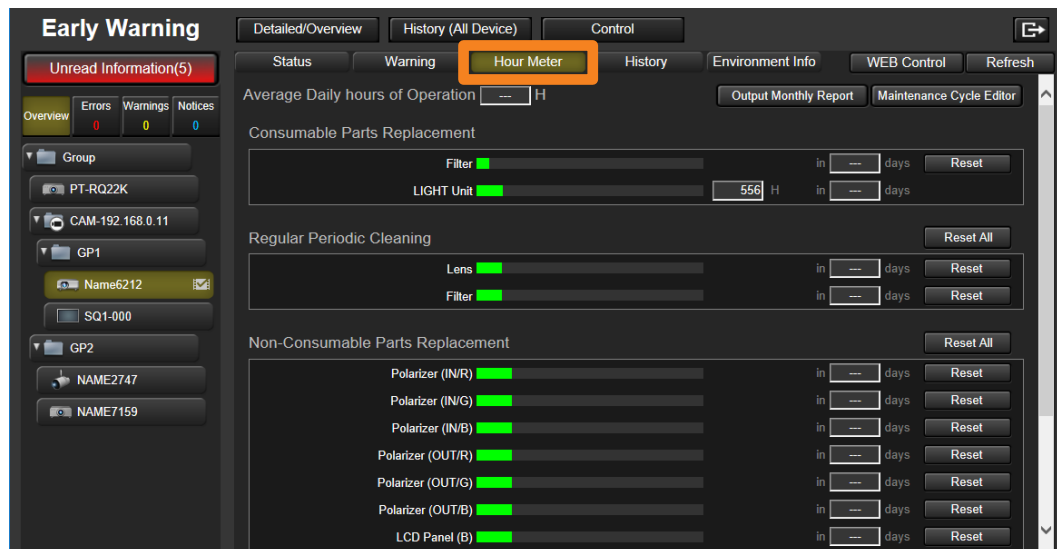 Early Warning
Detailed/Overview History (All Device) Control
Unread Information(5)
Status Warning Hour Meter History Environment Info WEB Control Refresh
Overview Errors 0 Warnings 0 Notices 0
Average Daily hours of Operation --- H Output Monthly Report Maintenance Cycle Editor
Group
PT-RQ22K
CAM-192.168.0.11
GP1
Name6212
SQ1-000
GP2
NAME2747
NAME7159
Consumable Parts Replacement
Filter in --- days Reset
LIGHT Unit 556 H in --- days
Regular Periodic Cleaning Reset All
Lens in --- days Reset
Filter in --- days Reset
Non-Consumable Parts Replacement Reset All
Polarizer (IN/R) in --- days Reset
Polarizer (IN/G) in --- days Reset
Polarizer (IN/B) in --- days Reset
Polarizer (OUT/R) in --- days Reset
Polarizer (OUT/G) in --- days Reset
Polarizer (OUT/B) in --- days Reset
LCD Panel (B) in --- days Reset